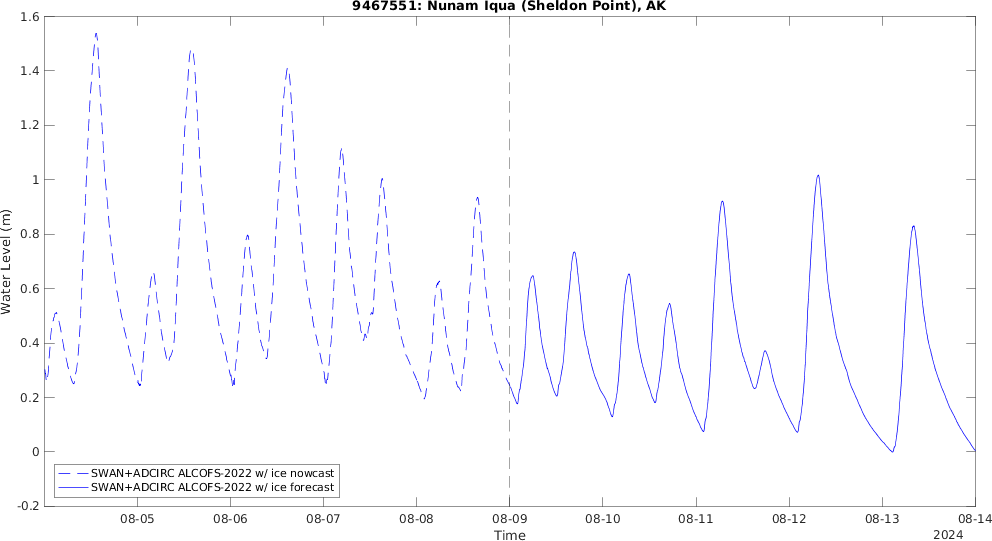 9467551: Nunam Iqua (Sheldon Point), AK
1.6
1.4
1.2
1
0.8
0.6
0.4
0.2
0
-0.2
Water Level (m)
SWAN+ADCIRC ALCOFS-2022 w/ ice nowcast
SWAN+ADCIRC ALCOFS-2022 w/ ice forecast
08-05 08-06 08-07 08-08 08-09 08-10 08-11 08-12 08-13 08-14
Time
2024